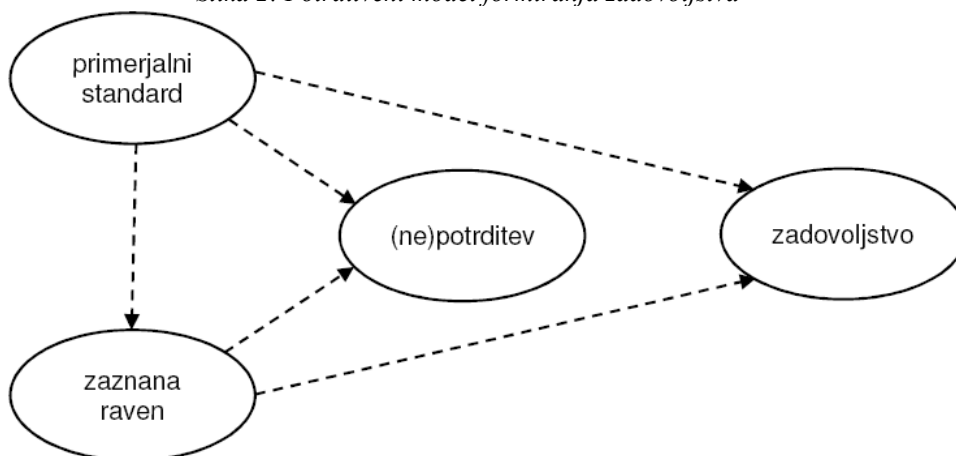 primerjalni
standard
(ne)potrditev
zadovoljstvo
zaznana
raven